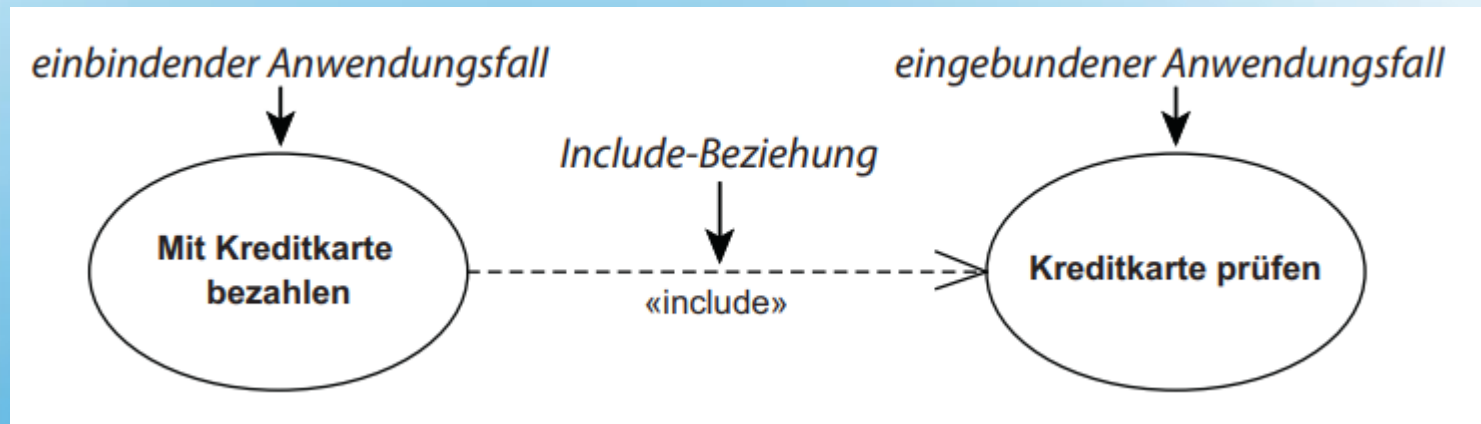 einbindender Anwendungsfall
eingebundener Anwendungsfall
Include-Beziehung
Mit Kreditkarte
bezahlen
«include»
Kreditkarte prüfen